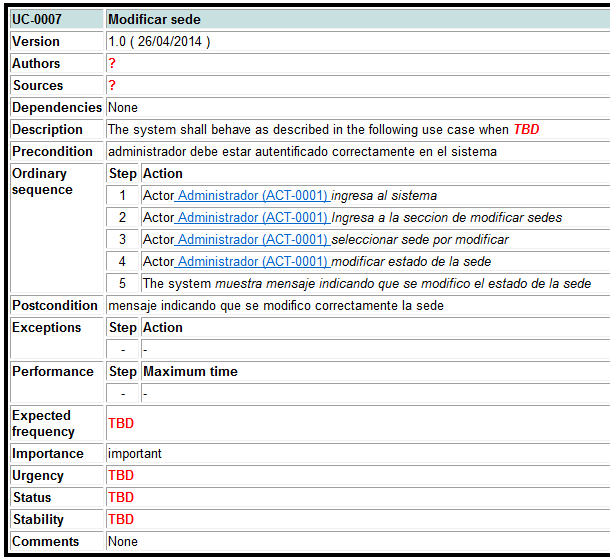 UC-0007 Modificar sede
Version 1.0 ( 26/04/2014 )
Authors ?
Sources ?
Dependencies None
Description The system shall behave as described in the following use case when TBD
Precondition administrador debe estar autentificado correctamente en el sistema
Ordinary sequence Step Action
1 Actor Administrador (ACT-0001) ingresa al sistema
2 Actor Administrador (ACT-0001) Ingresa a la seccion de modificar sedes
3 Actor Administrador (ACT-0001) seleccionar sede por modificar
4 Actor Administrador (ACT-0001) modificar estado de la sede
5 The system muestra mensaje indicando que se modifico el estado de la sede
Postcondition mensaje indicando que se modifico correctamente la sede
Exceptions Step Action
- -
Performance Step Maximum time
- -
Expected frequency TBD
Importance important
Urgency TBD
Status TBD
Stability TBD
Comments None